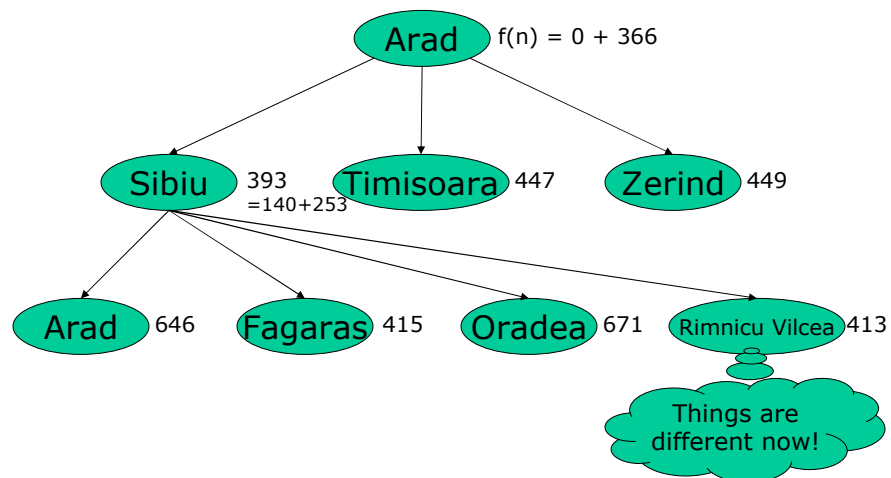 Arad f(n) = 0 + 366
Sibiu 393 Timisoara 447 Zerind 449
=140+253
Arad 646 Fagaras 415 Oradea 671 Rimnicu Vilcea 413
Things are
different now!